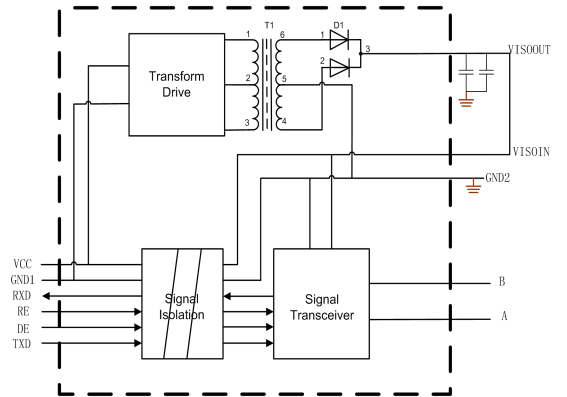 T1
D1
1
6
1
3
VISOOUT
Transform
Drive
2
5
2
3
4
VISOIN
GND2
VCC
GND1
RXD
RE
DE
TXD
Signal
Isolation
Signal
Transceiver
B
A